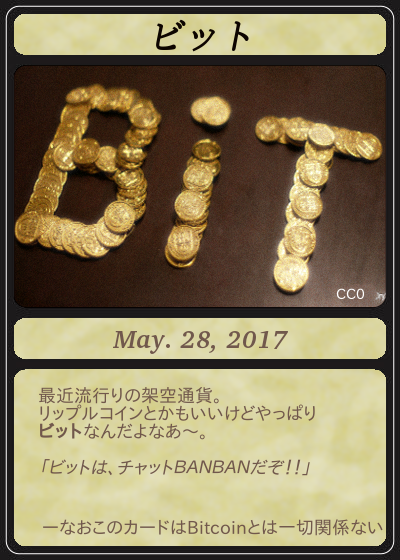 ビット
BiT
CC0
May. 28, 2017
最近流行りの架空通貨。
リップルコインとかもいいけどやっぱり
ビットなんだよなあ〜。
「ビットは、チャットBANBANだぞ!!」
ーなおこのカードはBitcoinとは一切関係ない